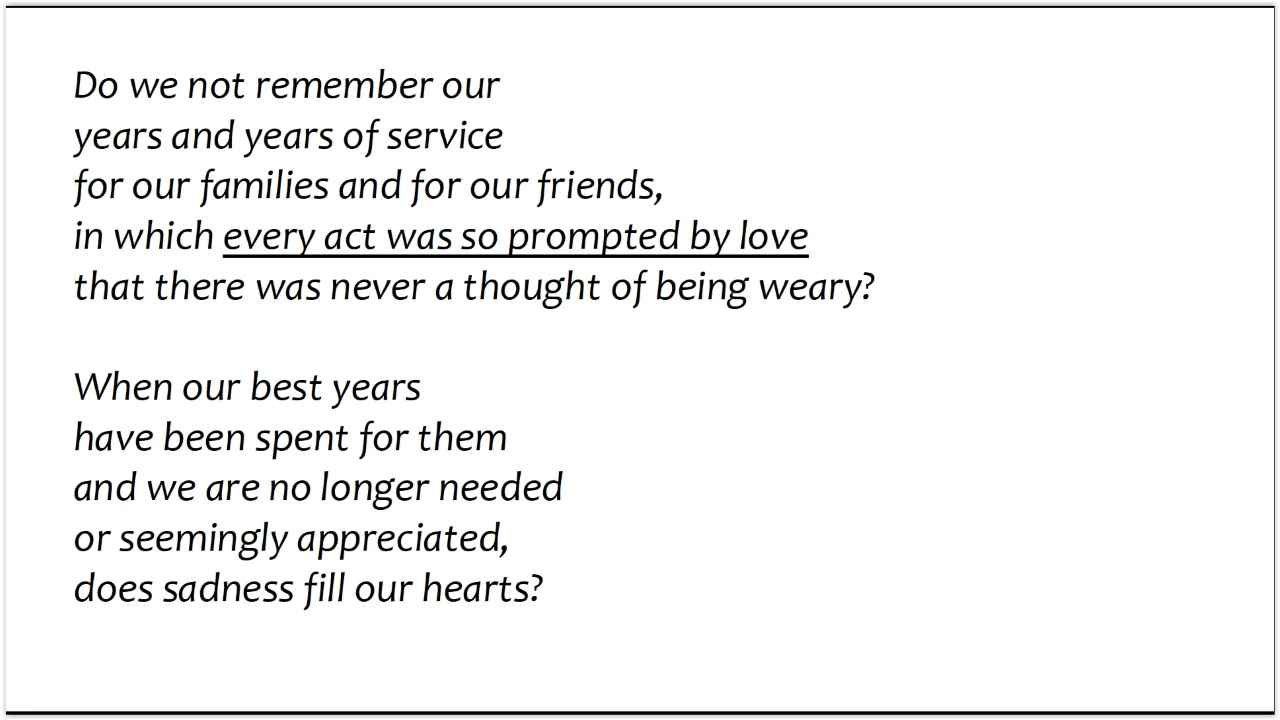 Do we not remember our
years and years of service
for our families and for our friends,
in which every act was so prompted by love
that there was never a thought of being weary?
When our best years
have been spent for them
and we are no longer needed
or seemingly appreciated,
does sadness fill our hearts?